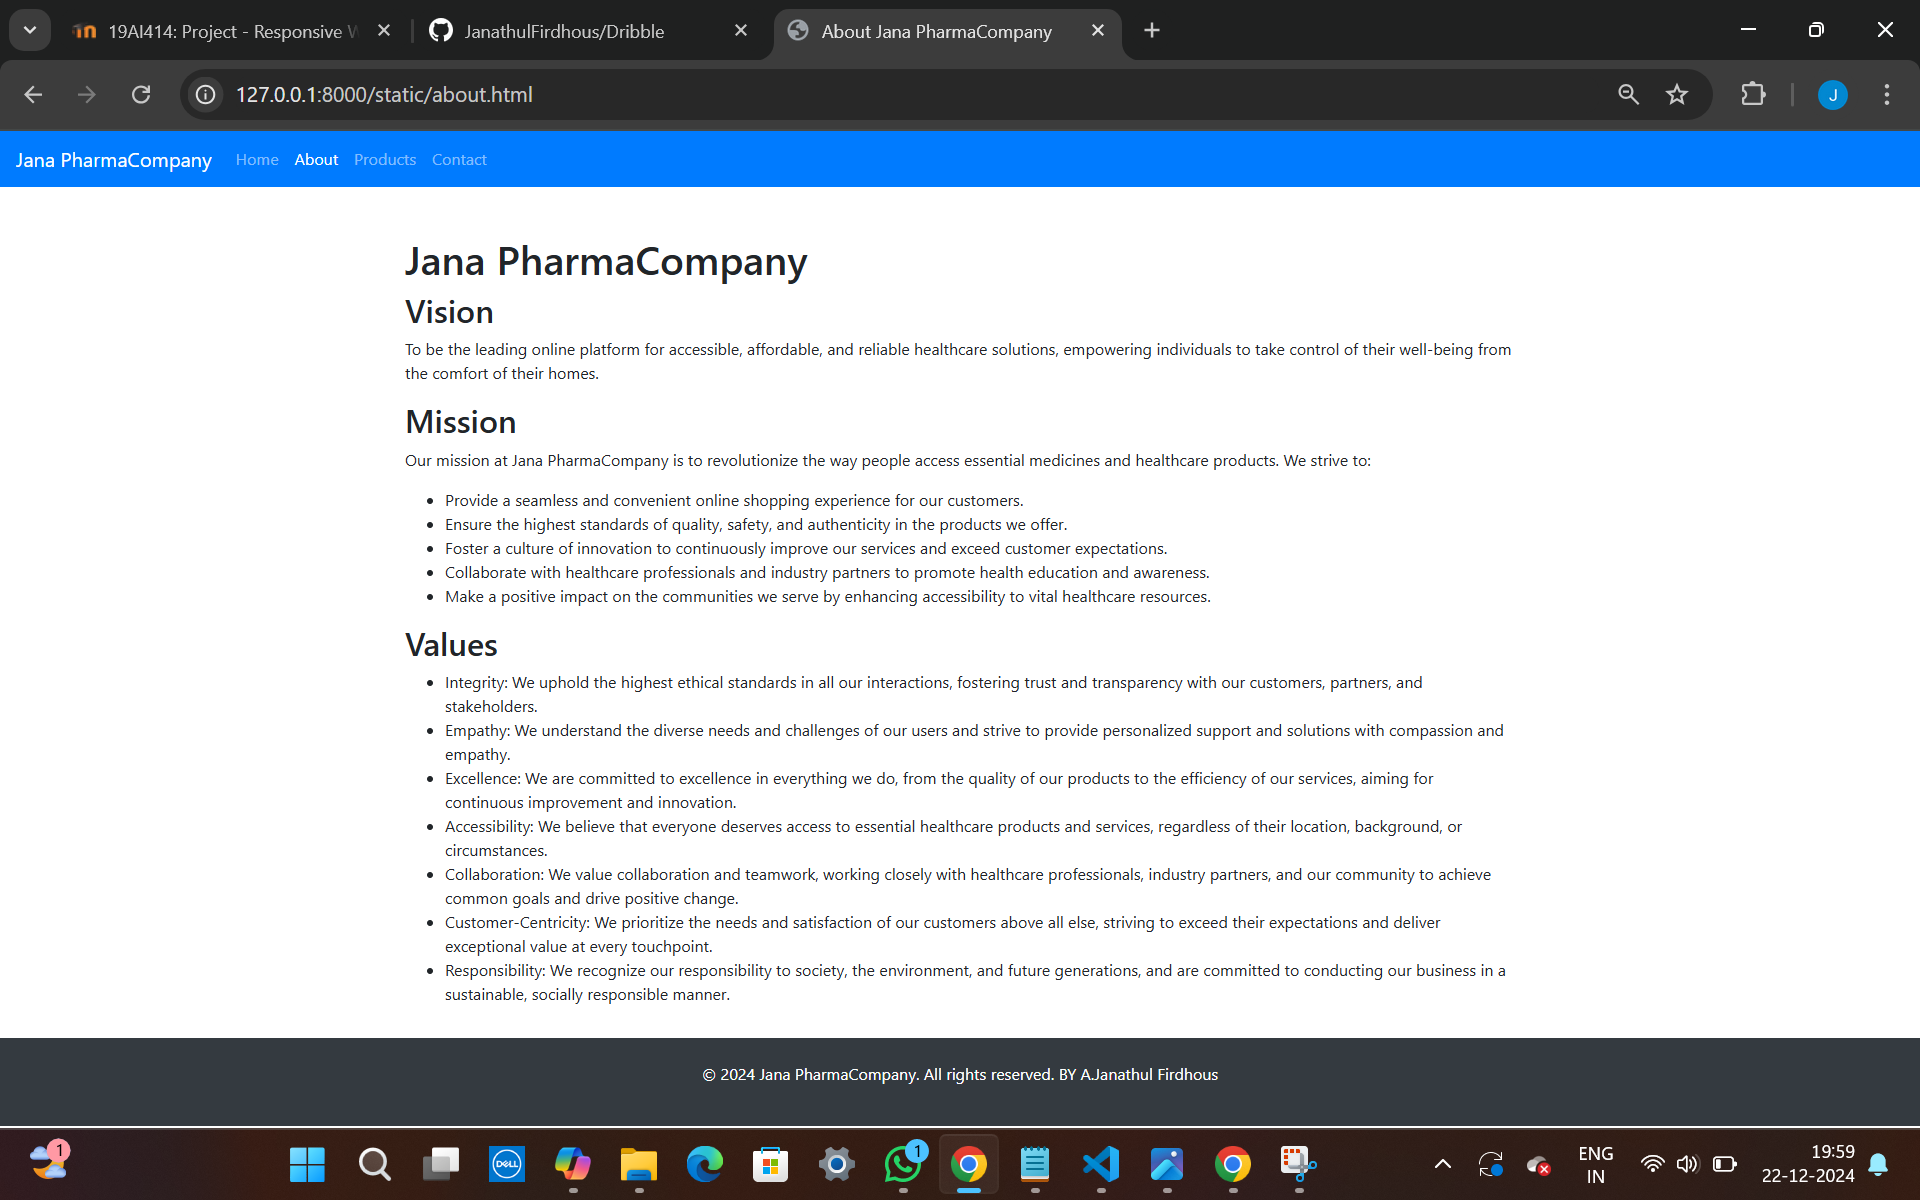 19AI414: Project - Responsive W
JanathulFirdhous/Dribble
About Jana PharmaCompany
127.0.0.1:8000/static/about.html
J
Jana PharmaCompany Home About Products Contact
Jana PharmaCompany
Vision
To be the leading online platform for accessible, affordable, and reliable healthcare solutions, empowering individuals to take control of their well-being from
the comfort of their homes.
Mission
Our mission at Jana PharmaCompany is to revolutionize the way people access essential medicines and healthcare products. We strive to:
• Provide a seamless and convenient online shopping experience for our customers.
• Ensure the highest standards of quality, safety, and authenticity in the products we offer.
• Foster a culture of innovation to continuously improve our services and exceed customer expectations.
• Collaborate with healthcare professionals and industry partners to promote health education and awareness.
• Make a positive impact on the communities we serve by enhancing accessibility to vital healthcare resources.
Values
• Integrity: We uphold the highest ethical standards in all our interactions, fostering trust and transparency with our customers, partners, and
stakeholders.
• Empathy: We understand the diverse needs and challenges of our users and strive to provide personalized support and solutions with compassion and
empathy.
• Excellence: We are committed to excellence in everything we do, from the quality of our products to the efficiency of our services, aiming for
continuous improvement and innovation.
• Accessibility: We believe that everyone deserves access to essential healthcare products and services, regardless of their location, background, or
circumstances.
• Collaboration: We value collaboration and teamwork, working closely with healthcare professionals, industry partners, and our community to achieve
common goals and drive positive change.
• Customer-Centricity: We prioritize the needs and satisfaction of our customers above all else, striving to exceed their expectations and deliver
exceptional value at every touchpoint.
• Responsibility: We recognize our responsibility to society, the environment, and future generations, and are committed to conducting our business in a
sustainable, socially responsible manner.
© 2024 Jana PharmaCompany. All rights reserved. BY A.Janathul Firdhous
1
DELL
1
ENG
IN
19:59
22-12-2024